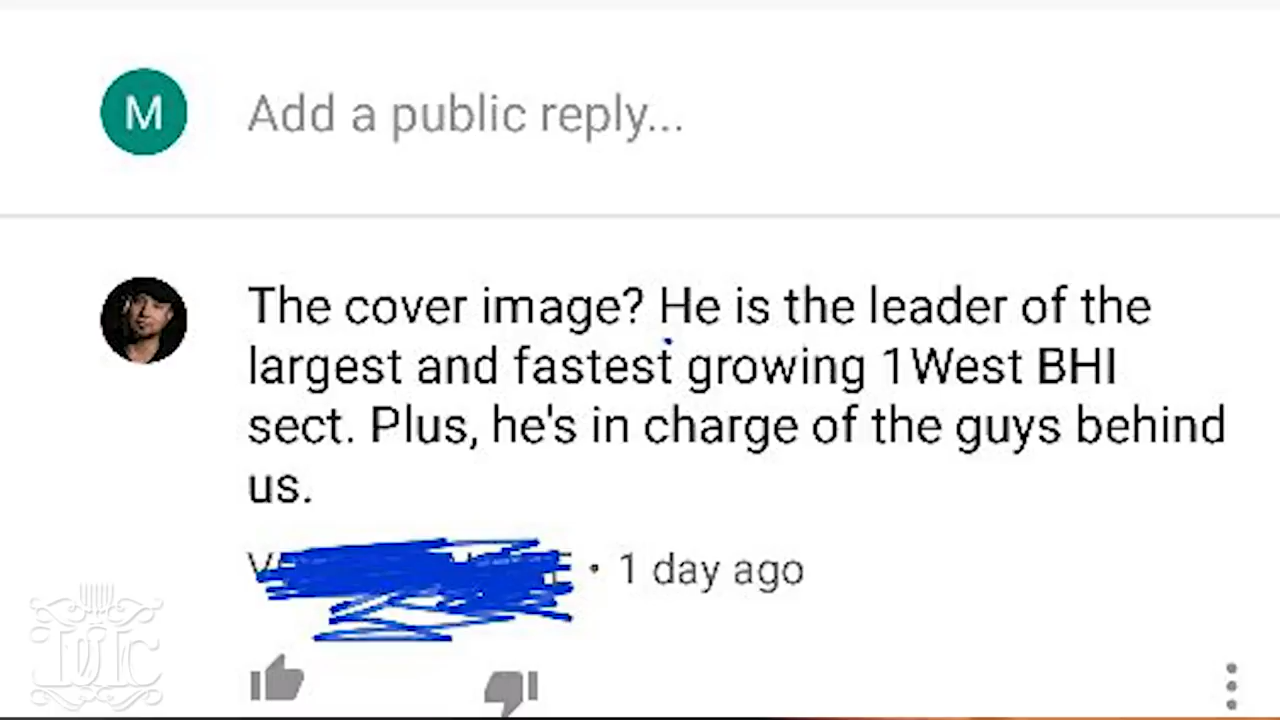 M
Add a public reply...
The cover image? He is the leader of the
largest and fastest growing 1West BHI
sect. Plus, he's in charge of the guys behind
us.
• 1 day ago
IUIC